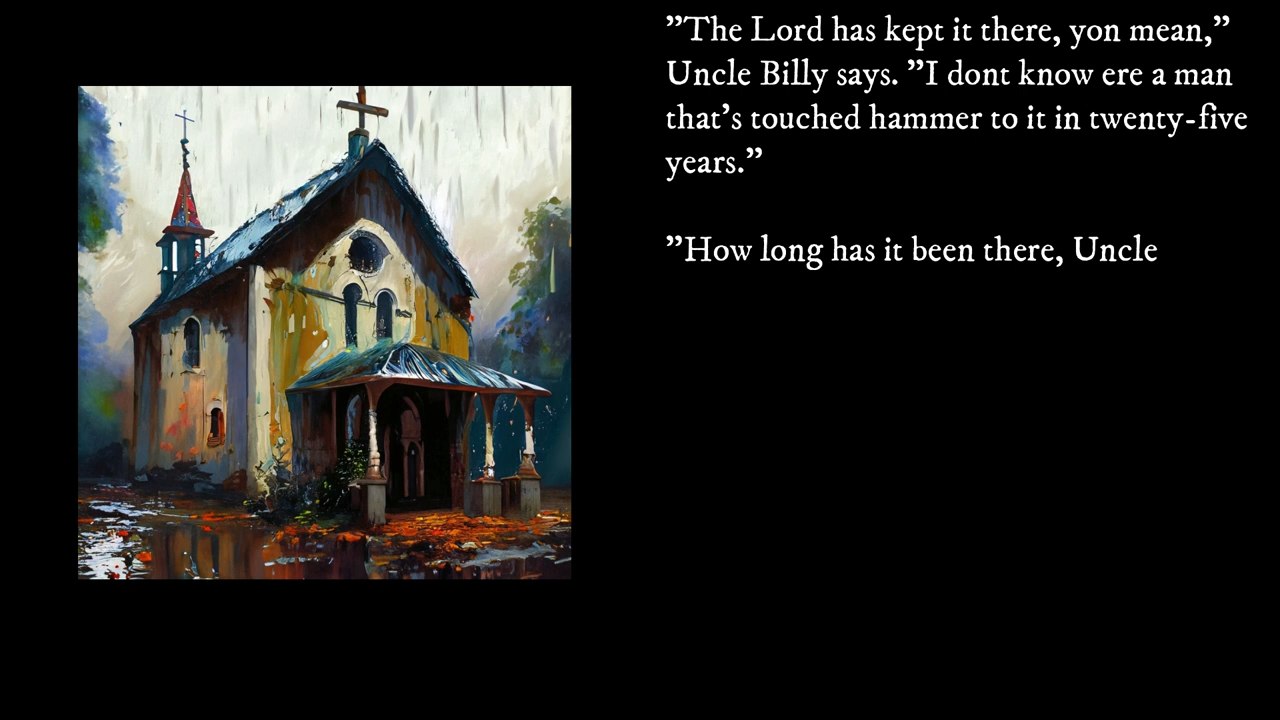 ”The Lord has kept it there, yon mean,”
Uncle Billy says. ”I dont know ere a man
that’s touched hammer to it in twenty-five
years.”
”How long has it been there, Uncle